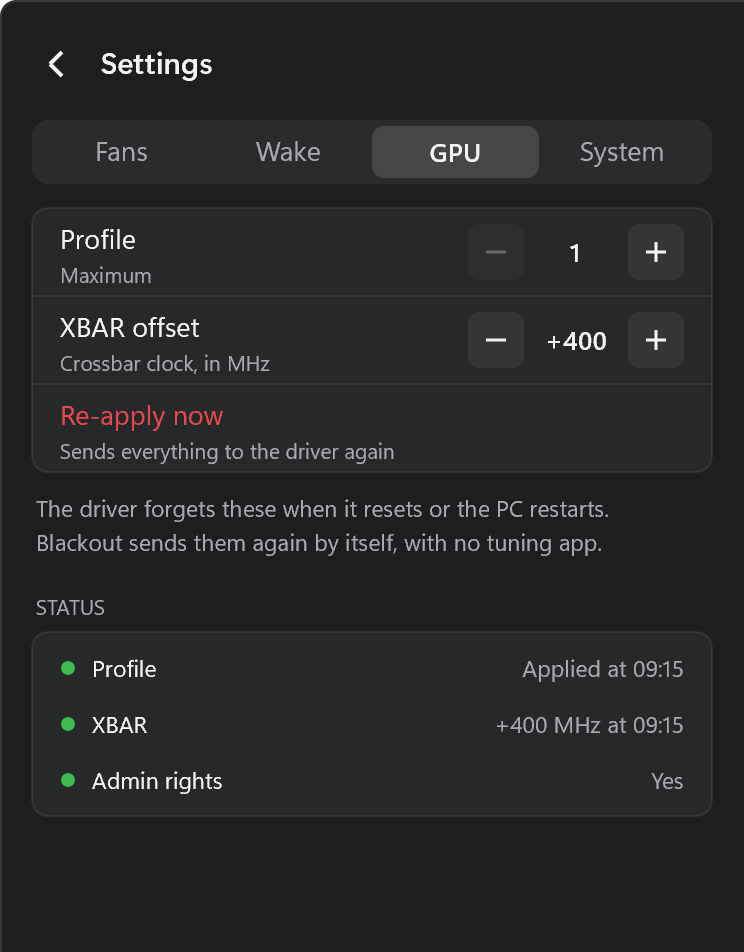 Settings
Fans Wake GPU System
Profile
Maximum
− 1 +
XBAR offset
Crossbar clock, in MHz
− +400 +
Re-apply now
Sends everything to the driver again
The driver forgets these when it resets or the PC restarts.
Blackout sends them again by itself, with no tuning app.
STATUS
Profile Applied at 09:15
XBAR +400 MHz at 09:15
Admin rights Yes